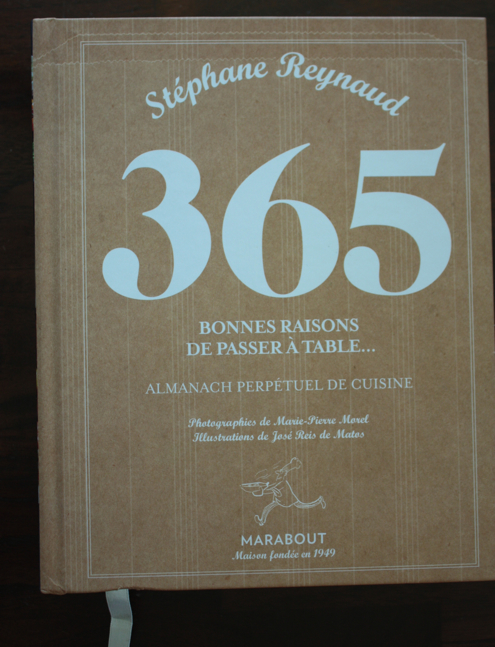 Stéphane Reynaud
365
BONNES RAISONS
DE PASSER À TABLE...
ALMANACH PERPÉTUEL DE CUISINE
Photographies de Marie-Pierre Morel
Illustrations de José Reis de Matos
MARABOUT
Maison fondée en 1949